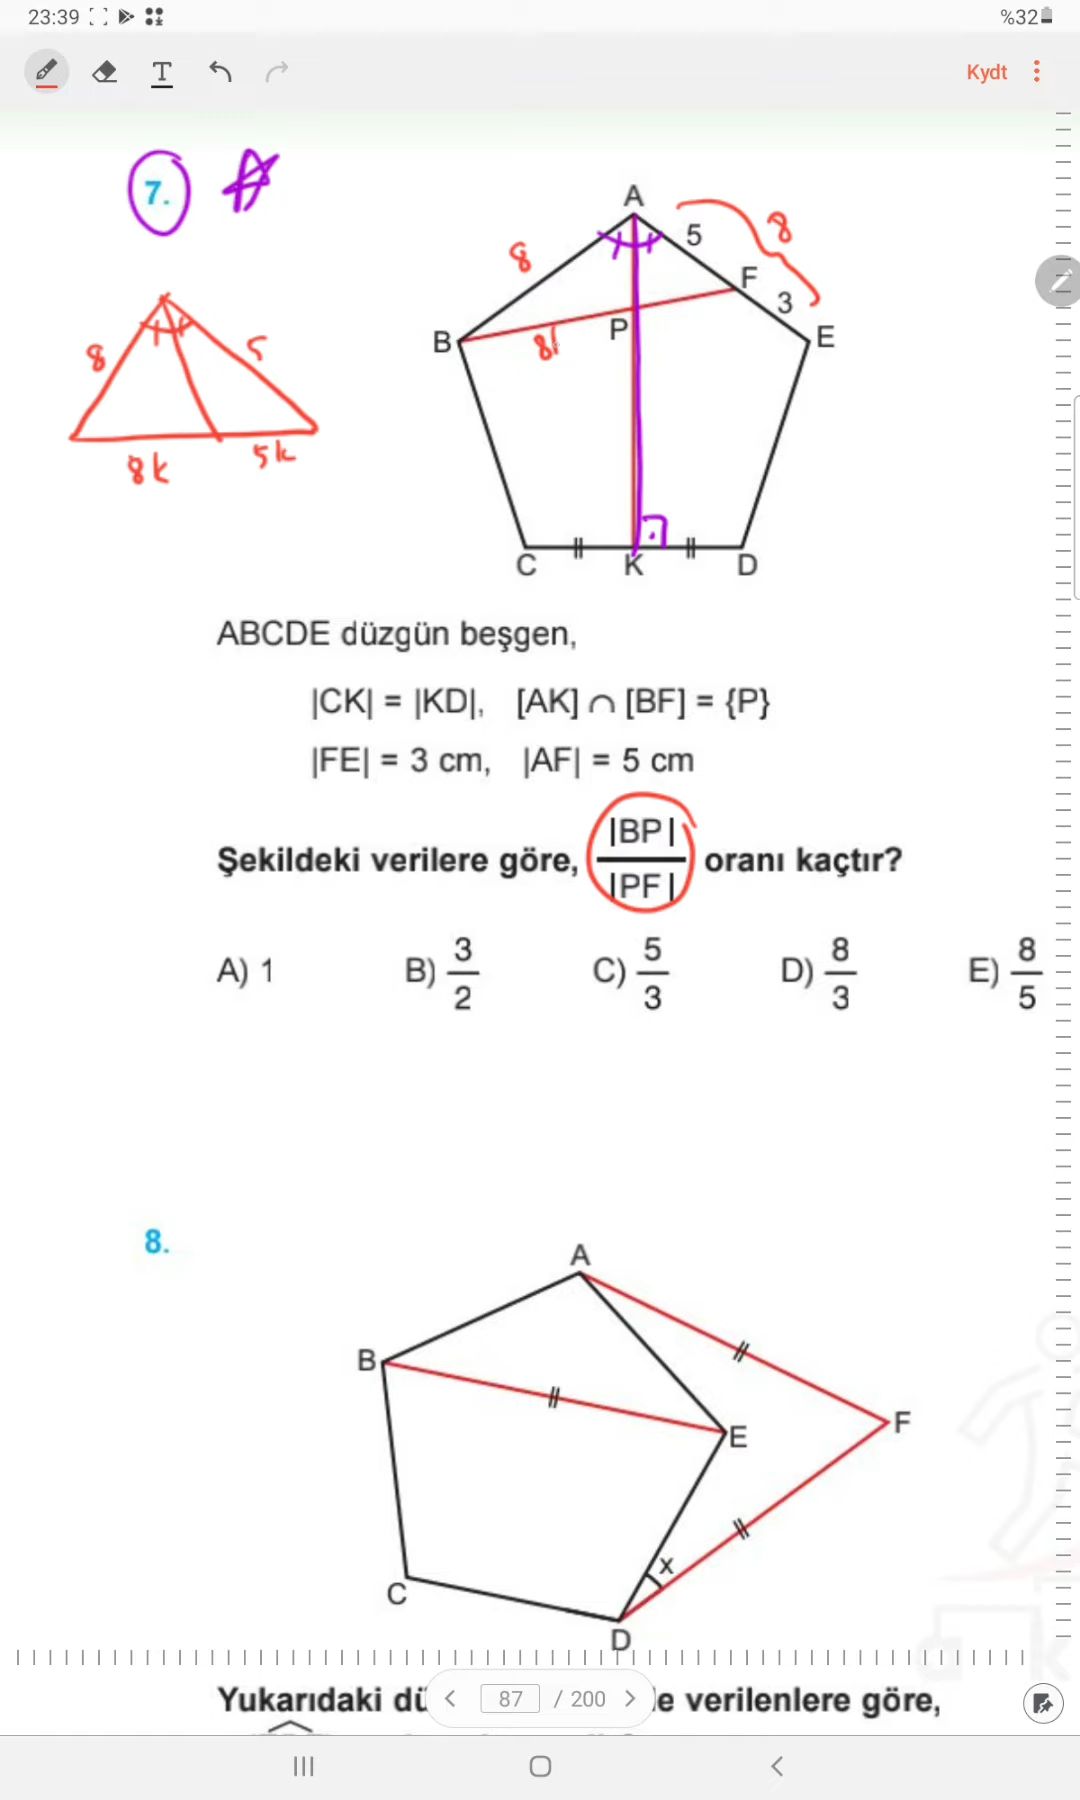 23:39
%32
T
Kydt
7.
A
8
5
8
F
3
E
B
P
8
C
K
D
8
5
8k
5k
ABCDE düzgün beşgen,
|CK| = |KD|, [AK] ∩ [BF] = {P}
|FE| = 3 cm, |AF| = 5 cm
Şekildeki verilere göre, |BP| / |PF| oranı kaçtır?
A) 1 B) 3/2 C) 5/3 D) 8/3 E) 8/5
8.
A
B
F
E
x
C
D
Yukarıdaki dü
le verilenlere göre,
< 87 / 200 >